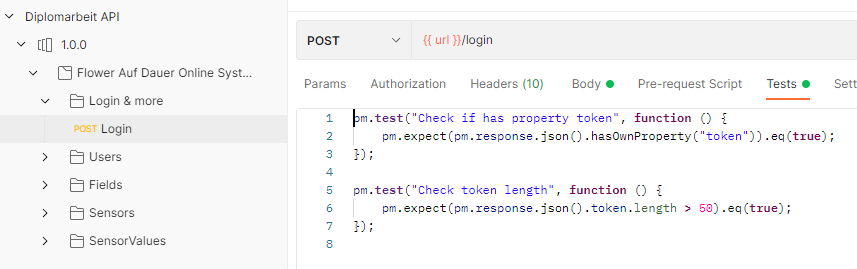 Diplomarbeit API
1.0.0
Flower Auf Dauer Online Syst...
Login & more
POST Login
Users
Fields
Sensors
SensorValues
POST
{{ url }}/login
Params Authorization Headers (10) Body Pre-request Script Tests Sett
1 pm.test("Check if has property token", function () {
2 pm.expect(pm.response.json().hasOwnProperty("token")).eq(true);
3 });
4
5 pm.test("Check token length", function () {
6 pm.expect(pm.response.json().token.length > 50).eq(true);
7 });
8